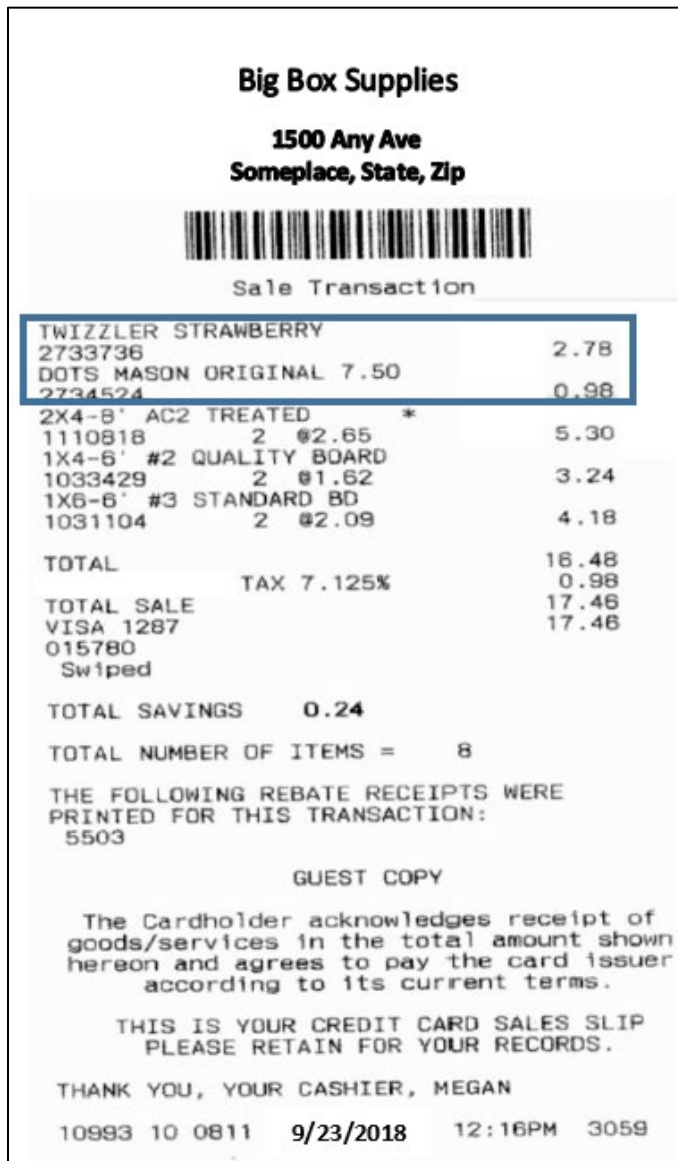 Big Box Supplies
1500 Any Ave
Someplace, State, Zip
Sale Transaction
TWIZZLER STRAWBERRY
2733736 2.78
DOTS MASON ORIGINAL 7.50
2734524 0.98
2X4-8' AC2 TREATED *
1110818 2 @2.65 5.30
1X4-6' #2 QUALITY BOARD
1033429 2 @1.62 3.24
1X6-6' #3 STANDARD BD
1031104 2 @2.09 4.18
TOTAL 16.48
TAX 7.125% 0.98
TOTAL SALE 17.46
VISA 1287 17.46
015780
Swiped
TOTAL SAVINGS 0.24
TOTAL NUMBER OF ITEMS = 8
THE FOLLOWING REBATE RECEIPTS WERE
PRINTED FOR THIS TRANSACTION:
5503
GUEST COPY
The Cardholder acknowledges receipt of
goods/services in the total amount shown
hereon and agrees to pay the card issuer
according to its current terms.
THIS IS YOUR CREDIT CARD SALES SLIP
PLEASE RETAIN FOR YOUR RECORDS.
THANK YOU, YOUR CASHIER, MEGAN
10993 10 0811 9/23/2018 12:16PM 3059